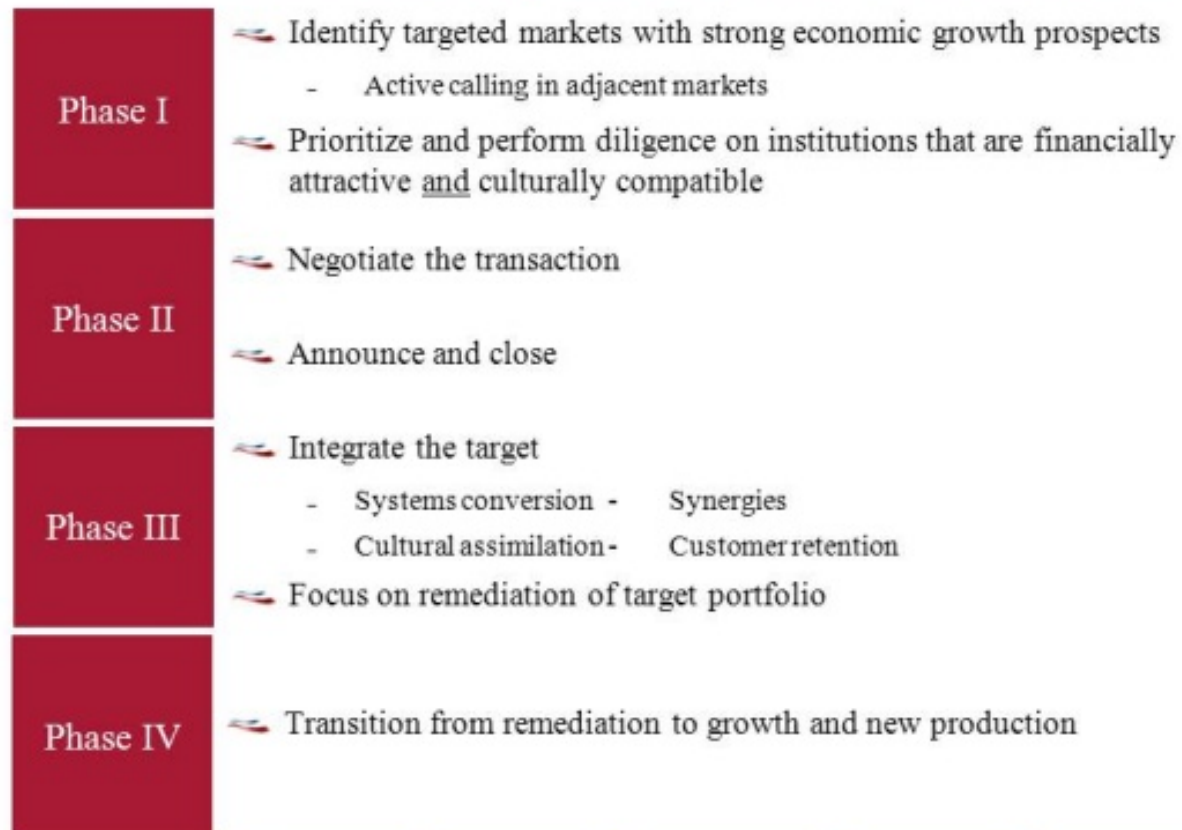 Phase I
Identify targeted markets with strong economic growth prospects
- Active calling in adjacent markets
Prioritize and perform diligence on institutions that are financially
attractive and culturally compatible
Phase II
Negotiate the transaction
Announce and close
Phase III
Integrate the target
- Systems conversion - Synergies
- Cultural assimilation - Customer retention
Focus on remediation of target portfolio
Phase IV
Transition from remediation to growth and new production